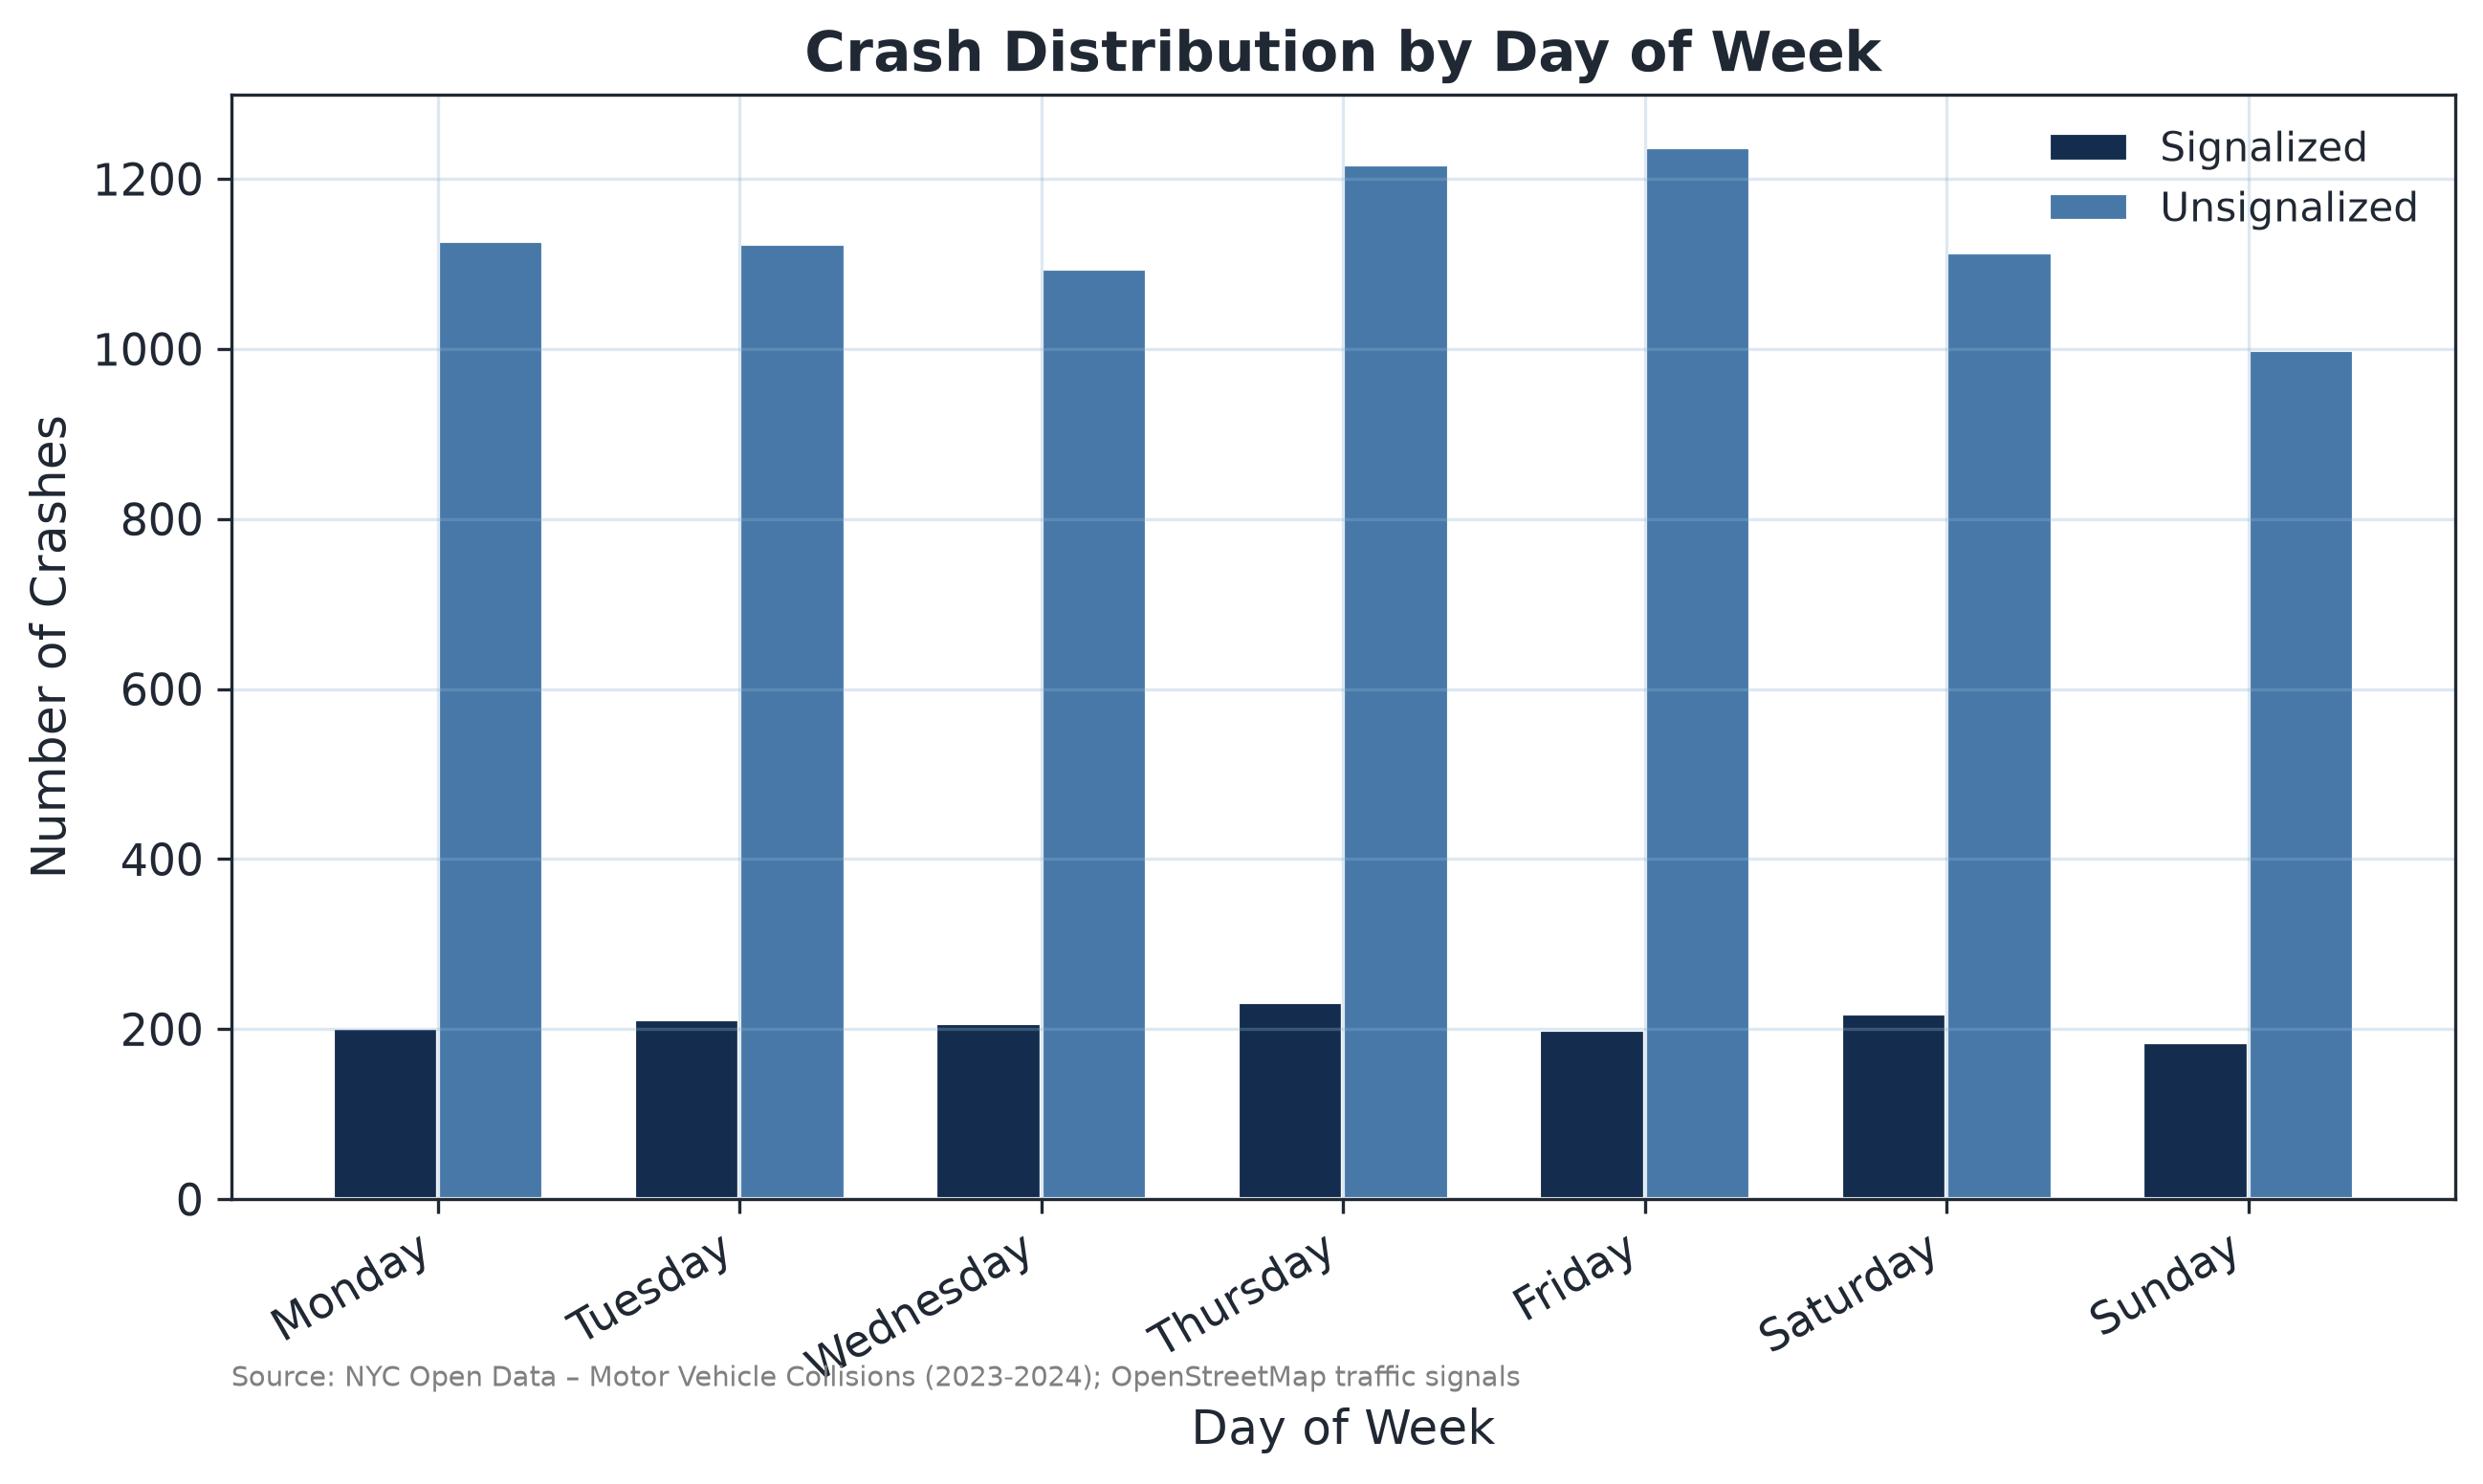 Crash Distribution by Day of Week
Signalized
Unsignalized
Number of Crashes
1200
1000
800
600
400
200
0
Monday
Tuesday
Wednesday
Thursday
Friday
Saturday
Sunday
Source: NYC Open Data – Motor Vehicle Collisions (2023-2024); OpenStreetMap traffic signals
Day of Week